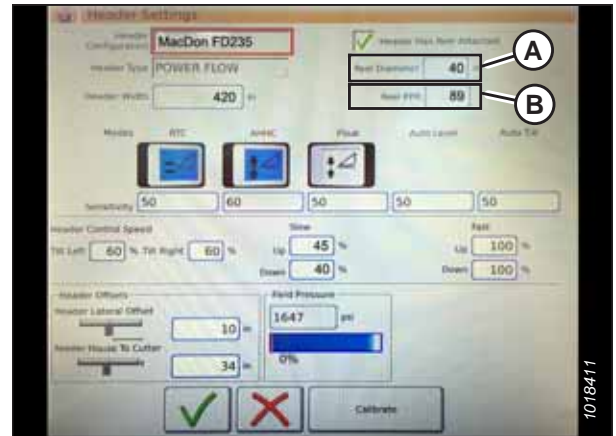 Header Settings
Header Configuration MacDon FD235
Header Has Reel Attached
Header Type POWER FLOW
Reel Diameter 40 in
A
Header Width 420 in
Reel PPR 89
B
Modes RTC AHHC Float Auto Level Auto Tilt
Sensitivity 50 60 50 50 50
Header Control Speed Slow Fast
Tilt Left 60 % Tilt Right 60 % Up 45 % Up 100 %
Down 40 % Down 100 %
Header Offsets Field Pressure
Header Lateral Offset 1647 psi
10 in
Feeder House To Cutter 0%
34 in
Calibrate
1018411